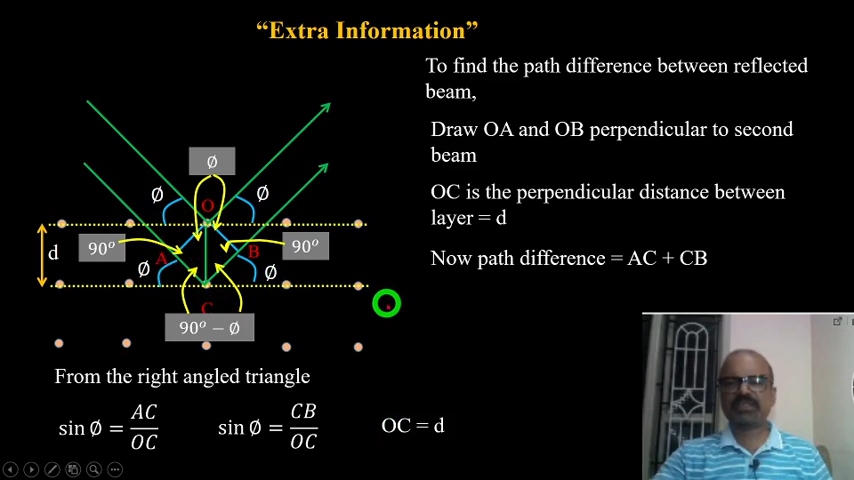 “Extra Information”
To find the path difference between reflected
beam,
Draw OA and OB perpendicular to second
beam
OC is the perpendicular distance between
layer = d
Now path difference = AC + CB
∅
∅
∅
O
d
90°
A
B
90°
∅
∅
C
90° − ∅
From the right angled triangle
sin ∅ = AC/OC
sin ∅ = CB/OC
OC = d